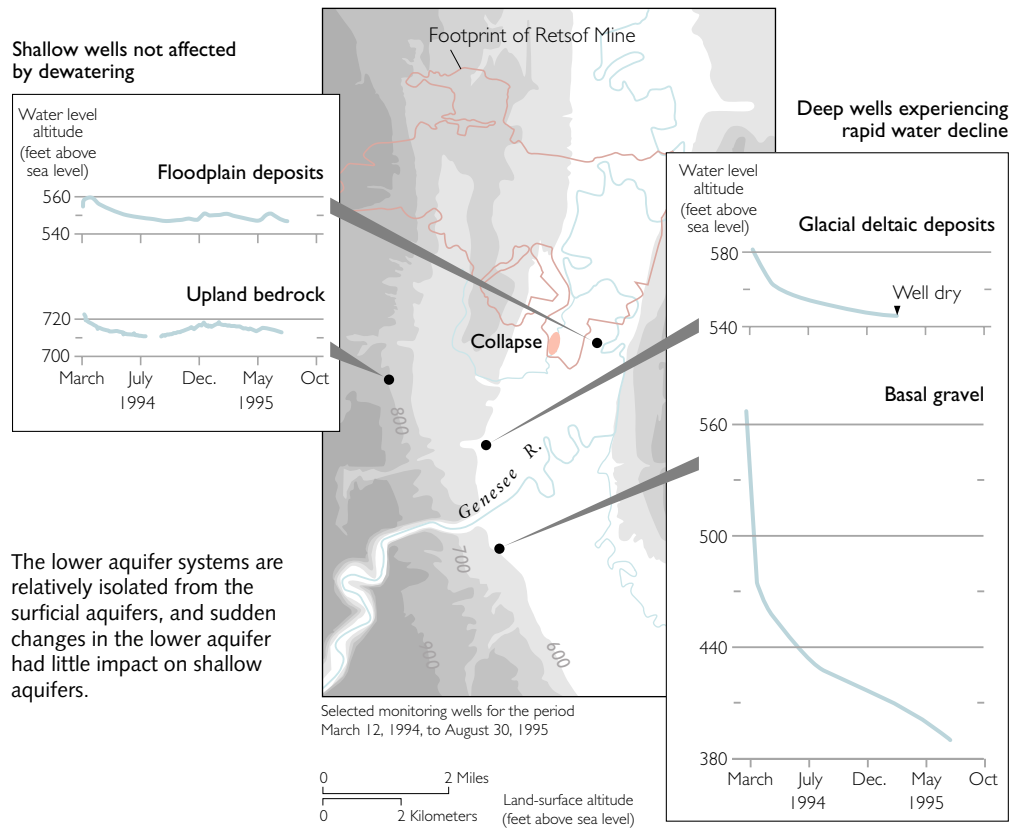 Shallow wells not affected
by dewatering
Water level
altitude
(feet above
sea level)
Floodplain deposits
560
540
Upland bedrock
720
700
March
July
Dec.
May
Oct
1994
1995
Footprint of Retsof Mine
Collapse
Genesee R.
800
700
900
600
Deep wells experiencing
rapid water decline
Water level
altitude
(feet above
sea level)
Glacial deltaic deposits
580
Well dry
540
Basal gravel
560
500
440
380
March
July
Dec.
May
Oct
1994
1995
The lower aquifer systems are
relatively isolated from the
surficial aquifers, and sudden
changes in the lower aquifer
had little impact on shallow
aquifers.
Selected monitoring wells for the period
March 12, 1994, to August 30, 1995
0
2 Miles
0
2 Kilometers
Land-surface altitude
(feet above sea level)